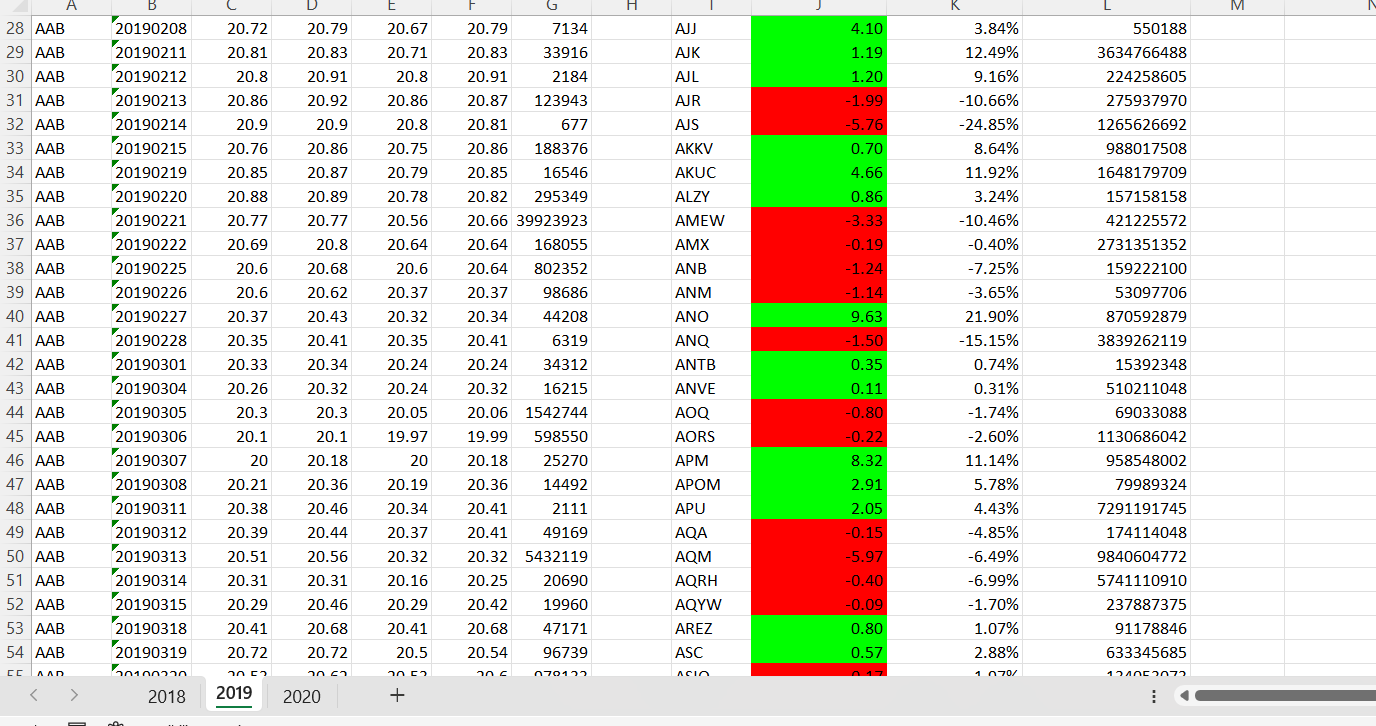 A B C D E F G H I J K L M N
28 AAB 20190208 20.72 20.79 20.67 20.79 7134 AJJ 4.10 3.84% 550188
29 AAB 20190211 20.81 20.83 20.71 20.83 33916 AJK 1.19 12.49% 3634766488
30 AAB 20190212 20.8 20.91 20.8 20.91 2184 AJL 1.20 9.16% 224258605
31 AAB 20190213 20.86 20.92 20.86 20.87 123943 AJR -1.99 -10.66% 275937970
32 AAB 20190214 20.9 20.9 20.8 20.81 677 AJS -5.76 -24.85% 1265626692
33 AAB 20190215 20.76 20.86 20.75 20.86 188376 AKKV 0.70 8.64% 988017508
34 AAB 20190219 20.85 20.87 20.79 20.85 16546 AKUC 4.66 11.92% 1648179709
35 AAB 20190220 20.88 20.89 20.78 20.82 295349 ALZY 0.86 3.24% 157158158
36 AAB 20190221 20.77 20.77 20.56 20.66 39923923 AMEW -3.33 -10.46% 421225572
37 AAB 20190222 20.69 20.8 20.64 20.64 168055 AMX -0.19 -0.40% 2731351352
38 AAB 20190225 20.6 20.68 20.6 20.64 802352 ANB -1.24 -7.25% 159222100
39 AAB 20190226 20.6 20.62 20.37 20.37 98686 ANM -1.14 -3.65% 53097706
40 AAB 20190227 20.37 20.43 20.32 20.34 44208 ANO 9.63 21.90% 870592879
41 AAB 20190228 20.35 20.41 20.35 20.41 6319 ANQ -1.50 -15.15% 3839262119
42 AAB 20190301 20.33 20.34 20.24 20.24 34312 ANTB 0.35 0.74% 15392348
43 AAB 20190304 20.26 20.32 20.24 20.32 16215 ANVE 0.11 0.31% 510211048
44 AAB 20190305 20.3 20.3 20.05 20.06 1542744 AOQ -0.80 -1.74% 69033088
45 AAB 20190306 20.1 20.1 19.97 19.99 598550 AORS -0.22 -2.60% 1130686042
46 AAB 20190307 20 20.18 20 20.18 25270 APM 8.32 11.14% 958548002
47 AAB 20190308 20.21 20.36 20.19 20.36 14492 APOM 2.91 5.78% 79989324
48 AAB 20190311 20.38 20.46 20.34 20.41 2111 APU 2.05 4.43% 7291191745
49 AAB 20190312 20.39 20.44 20.37 20.41 49169 AQA -0.15 -4.85% 174114048
50 AAB 20190313 20.51 20.56 20.32 20.32 5432119 AQM -5.97 -6.49% 9840604772
51 AAB 20190314 20.31 20.31 20.16 20.25 20690 AQRH -0.40 -6.99% 5741110910
52 AAB 20190315 20.29 20.46 20.29 20.42 19960 AQYW -0.09 -1.70% 237887375
53 AAB 20190318 20.41 20.68 20.41 20.68 47171 AREZ 0.80 1.07% 91178846
54 AAB 20190319 20.72 20.72 20.5 20.54 96739 ASC 0.57 2.88% 633345685
55 AAB 20190320
2018 2019 2020